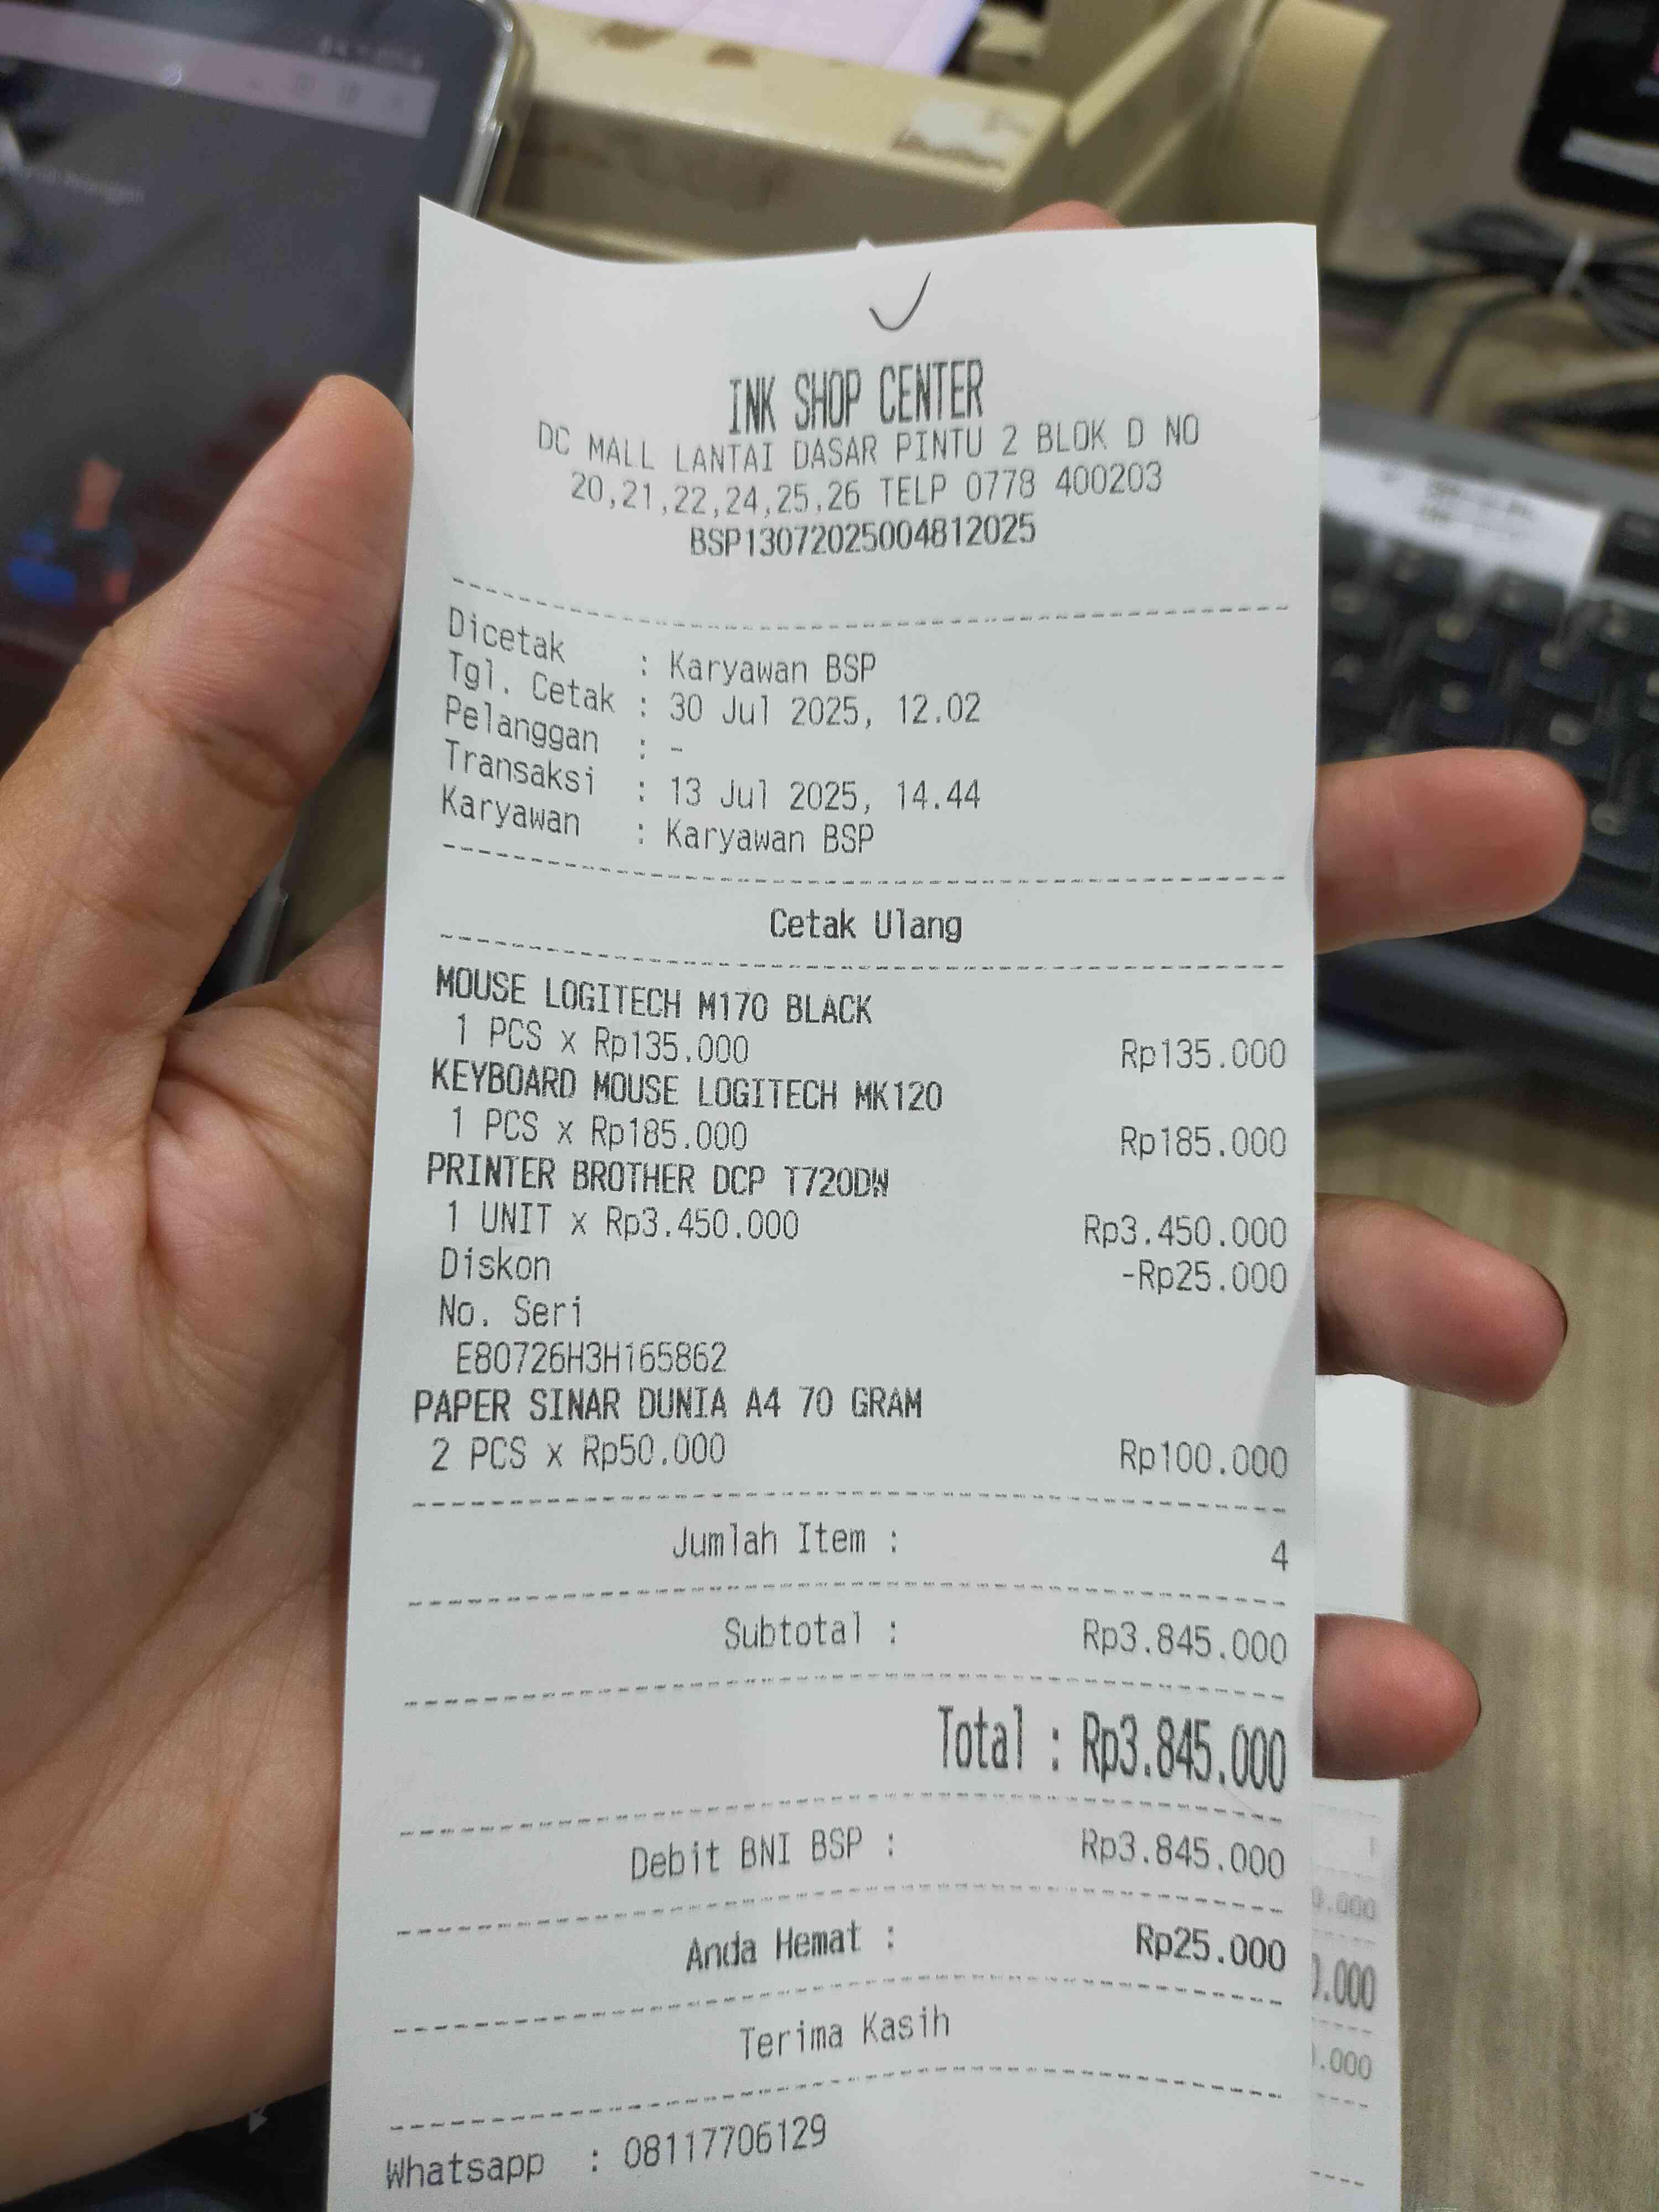 INK SHOP CENTER
DC MALL LANTAI DASAR PINTU 2 BLOK D NO
20,21,22,24,25,26 TELP 0778 400203
BSP13072025004812025
Dicetak : Karyawan BSP
Tgl. Cetak : 30 Jul 2025, 12.02
Pelanggan : -
Transaksi : 13 Jul 2025, 14.44
Karyawan : Karyawan BSP
Cetak Ulang
MOUSE LOGITECH M170 BLACK
1 PCS x Rp135.000 Rp135.000
KEYBOARD MOUSE LOGITECH MK120
1 PCS x Rp185.000 Rp185.000
PRINTER BROTHER DCP T720DW
1 UNIT x Rp3.450.000 Rp3.450.000
Diskon -Rp25.000
No. Seri
E80726H3H165862
PAPER SINAR DUNIA A4 70 GRAM
2 PCS x Rp50.000 Rp100.000
Jumlah Item : 4
Subtotal : Rp3.845.000
Total : Rp3.845.000
Debit BNI BSP : Rp3.845.000
Anda Hemat : Rp25.000
Terima Kasih
Whatsapp : 08117706129